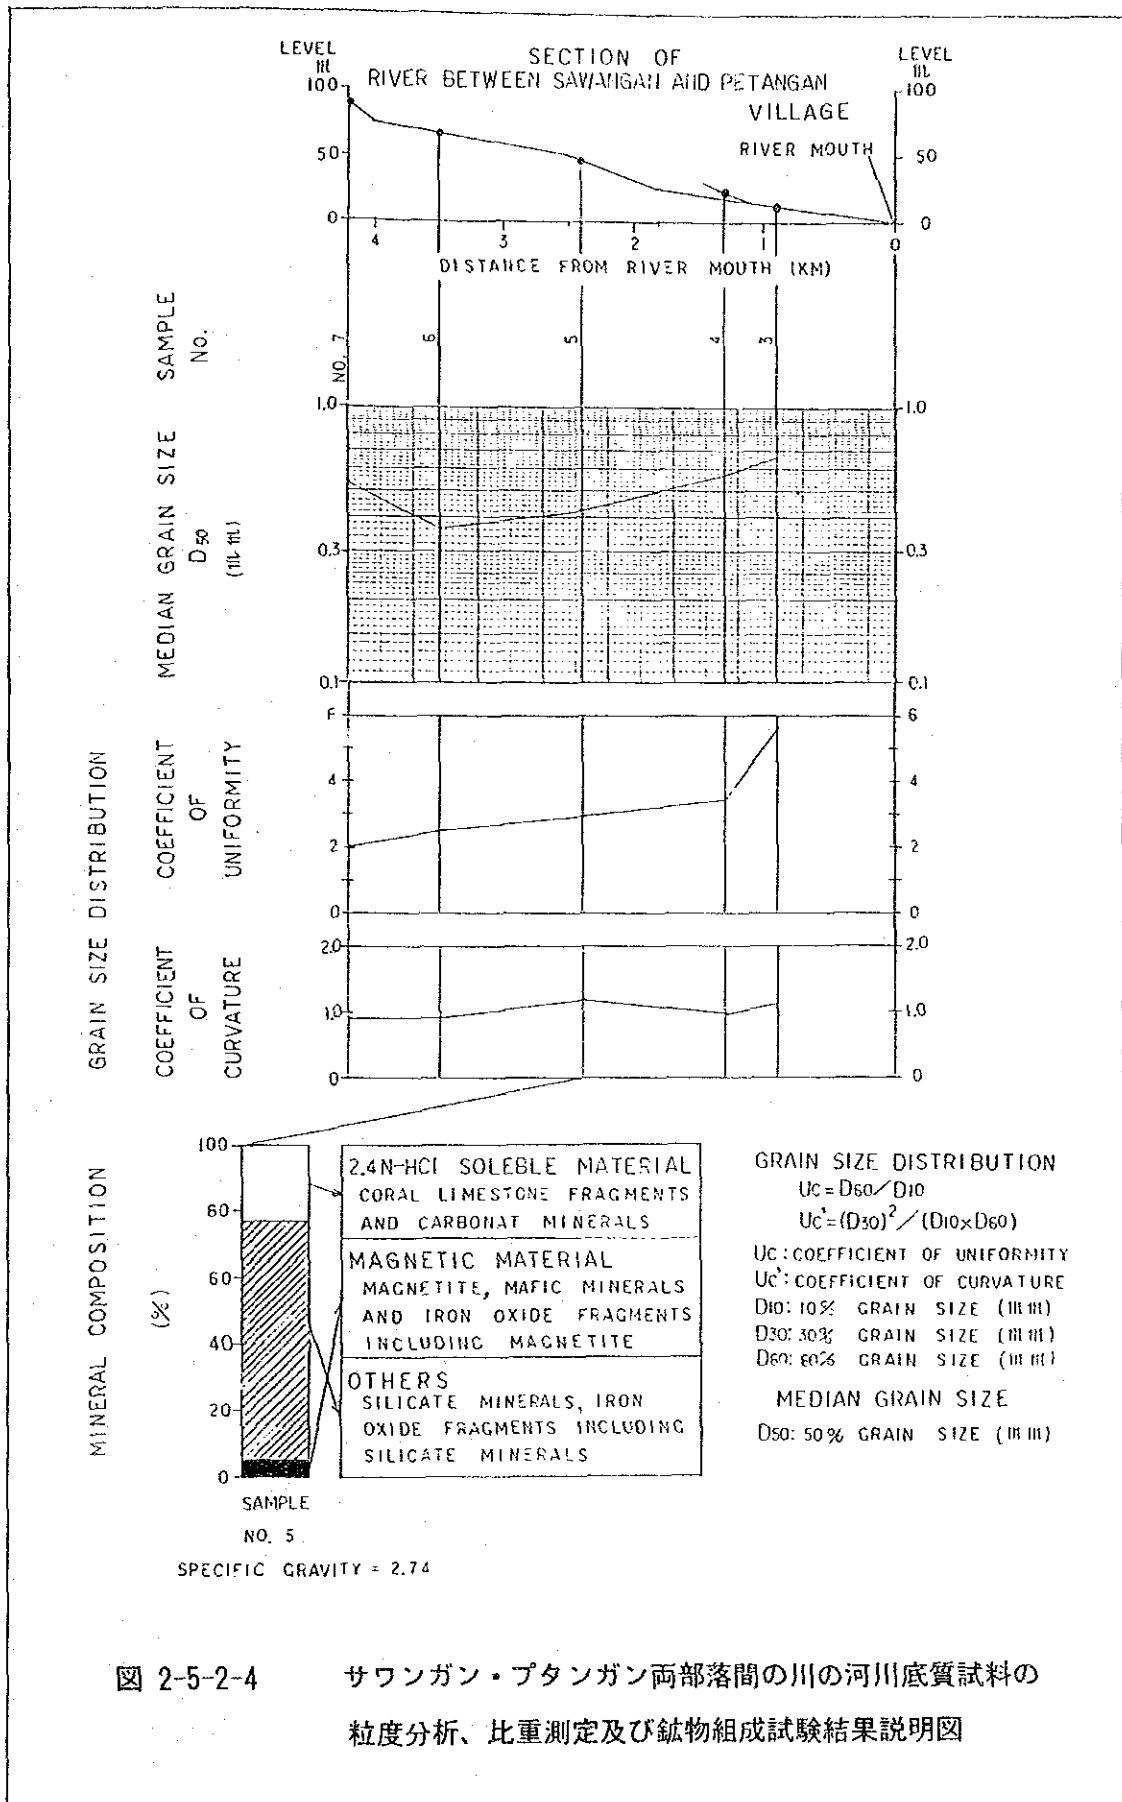 SECTION OF
RIVER BETWEEN SAWANGAN AND PETANGAN
VILLAGE
LEVEL
m
100
50
0
LEVEL
m
100
50
0
RIVER MOUTH
4
3
2
1
0
DISTANCE FROM RIVER MOUTH (KM)
SAMPLE
No.
NO. 7
6
5
4
3
MEDIAN GRAIN SIZE
D50
(mm)
1.0
0.3
0.1
1.0
0.3
0.1
GRAIN SIZE DISTRIBUTION
COEFFICIENT
OF
UNIFORMITY
4
2
0
6
4
2
0
COEFFICIENT
OF
CURVATURE
2.0
1.0
0
2.0
1.0
0
MINERAL COMPOSITION
(%)
100
80
60
40
20
0
SAMPLE
NO. 5
SPECIFIC GRAVITY = 2.74
2.4N-HCl SOLEBLE MATERIAL
CORAL LIMESTONE FRAGMENTS
AND CARBONAT MINERALS
MAGNETIC MATERIAL
MAGNETITE, MAFIC MINERALS
AND IRON OXIDE FRAGMENTS
INCLUDING MAGNETITE
OTHERS
SILICATE MINERALS, IRON
OXIDE FRAGMENTS INCLUDING
SILICATE MINERALS
GRAIN SIZE DISTRIBUTION
Uc=D60/D10
Uc'=(D30)²/(D10×D60)
Uc:COEFFICIENT OF UNIFORMITY
Uc':COEFFICIENT OF CURVATURE
D10:10% GRAIN SIZE (mm)
D30:30% GRAIN SIZE (mm)
D60:60% GRAIN SIZE (mm)
MEDIAN GRAIN SIZE
D50:50% GRAIN SIZE (mm)
図 2-5-2-4 サワンガン・プタンガン両部落間の川の河川底質試料の
粒度分析、比重測定及び鉱物組成試験結果説明図